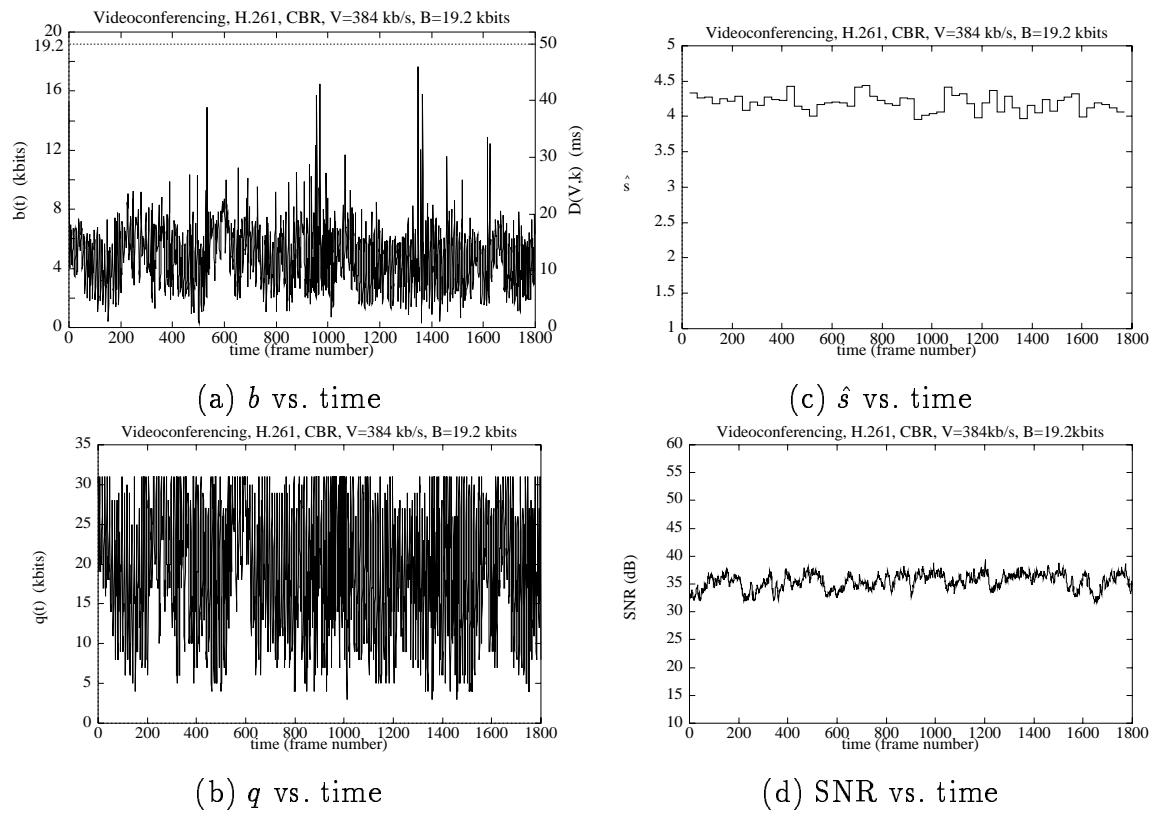 Videoconferencing, H.261, CBR, V=384 kb/s, B=19.2 kbits
20
19.2
16
12
8
4
0
b(t) (kbits)
50
40
30
20
10
0
D(V,k) (ms)
0 200 400 600 800 1000 1200 1400 1600 1800
time (frame number)
(a) b vs. time
Videoconferencing, H.261, CBR, V=384 kb/s, B=19.2 kbits
5
4.5
4
3.5
3
2.5
2
1.5
1
ŝ
0 200 400 600 800 1000 1200 1400 1600 1800
time (frame number)
(c) ŝ vs. time
Videoconferencing, H.261, CBR, V=384 kb/s, B=19.2 kbits
35
30
25
20
15
10
5
0
q(t) (kbits)
0 200 400 600 800 1000 1200 1400 1600 1800
time (frame number)
(b) q vs. time
Videoconferencing, H.261, CBR, V=384kb/s, B=19.2kbits
60
55
50
45
40
35
30
25
20
15
10
SNR (dB)
0 200 400 600 800 1000 1200 1400 1600 1800
time (frame number)
(d) SNR vs. time